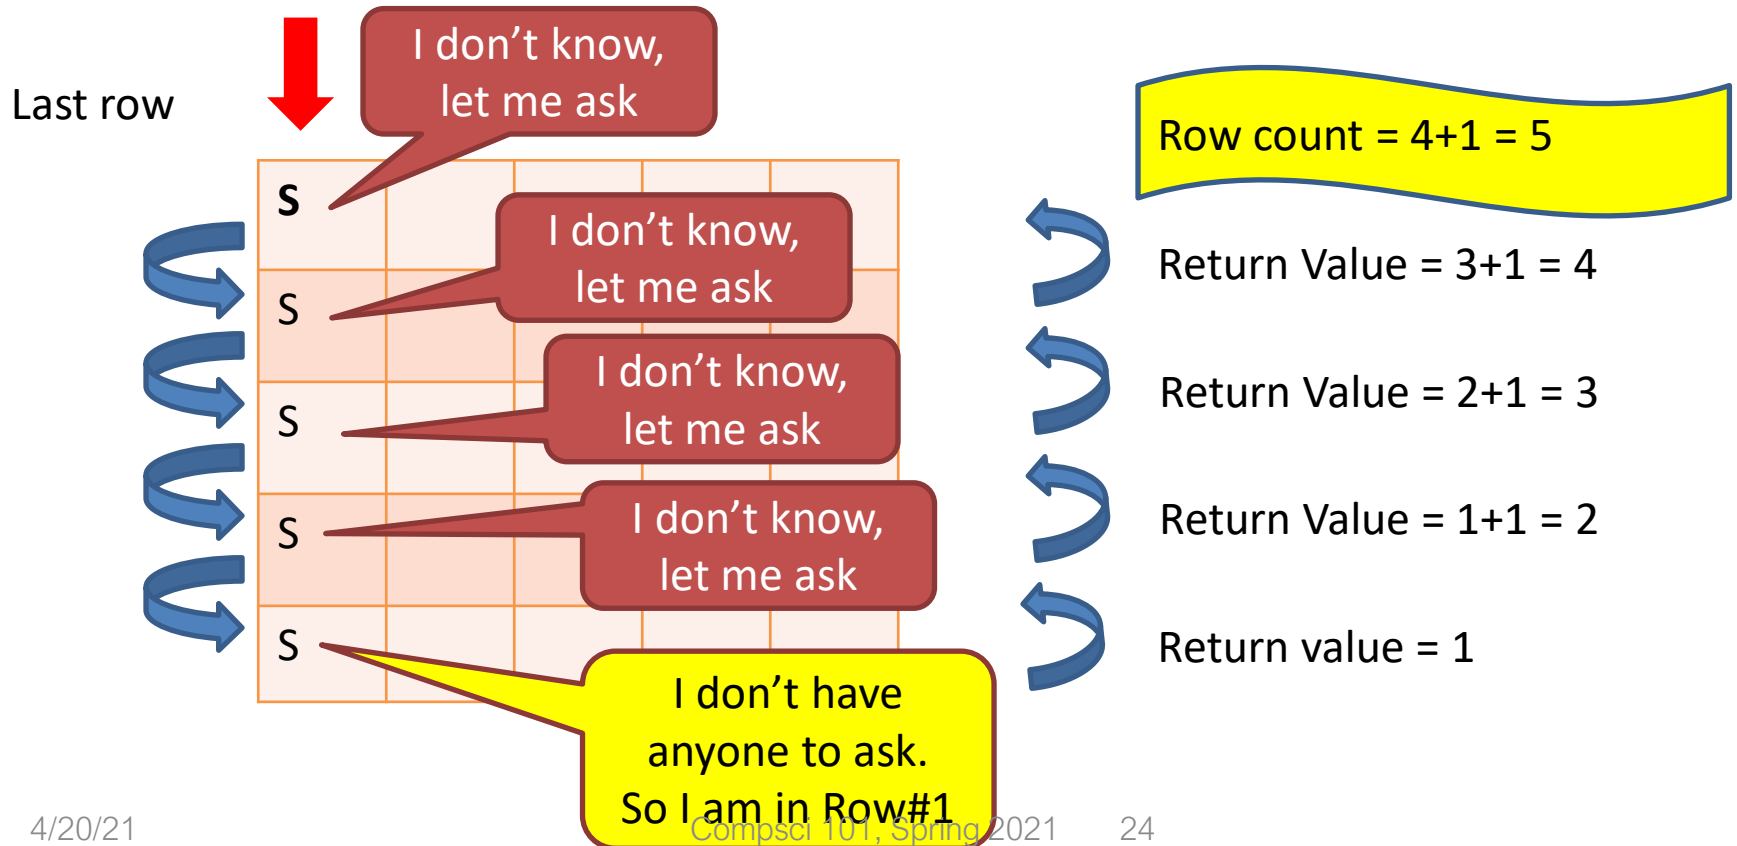 Last row
I don't know,
let me ask
S
I don't know,
let me ask
S
I don't know,
let me ask
S
I don't know,
let me ask
S
S
I don't have
anyone to ask.
So I am in Row#1
Row count = 4+1 = 5
Return Value = 3+1 = 4
Return Value = 2+1 = 3
Return Value = 1+1 = 2
Return value = 1
4/20/21
Compsci 101, Spring 2021
24